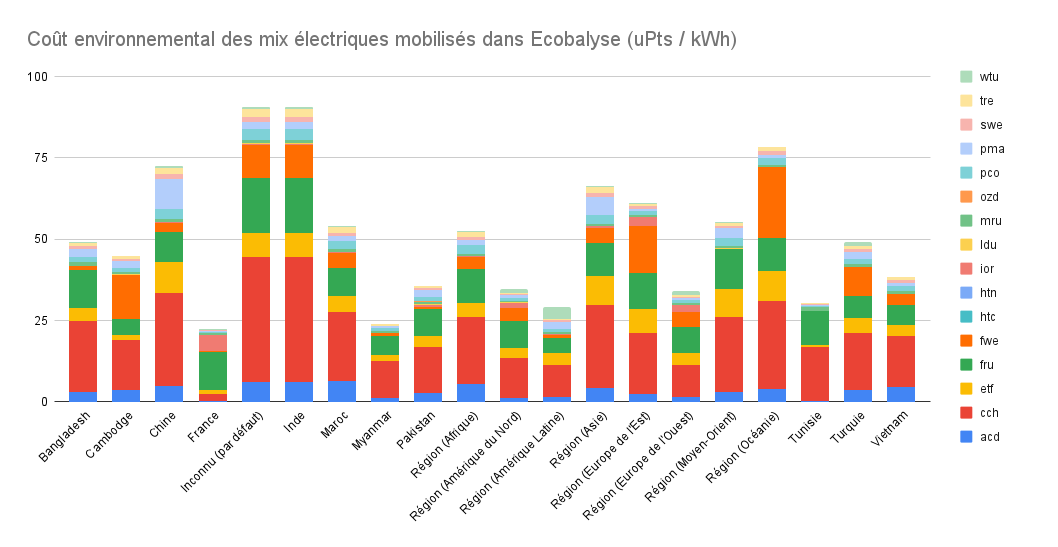 Coût environnemental des mix électriques mobilisés dans Ecobalyse (uPts / kWh)
100
75
50
25
0
wtu
tre
swe
pma
pco
ozd
mru
ldu
ior
htn
htc
fwe
fru
etf
cch
acd
Bangladesh
Cambodge
Chine
France
Inconnu (par défaut)
Inde
Maroc
Myanmar
Pakistan
Région (Afrique)
Région (Amérique du Nord)
Région (Amérique Latine)
Région (Asie)
Région (Europe de l'Est)
Région (Europe de l'Ouest)
Région (Moyen-Orient)
Région (Océanie)
Tunisie
Turquie
Vietnam